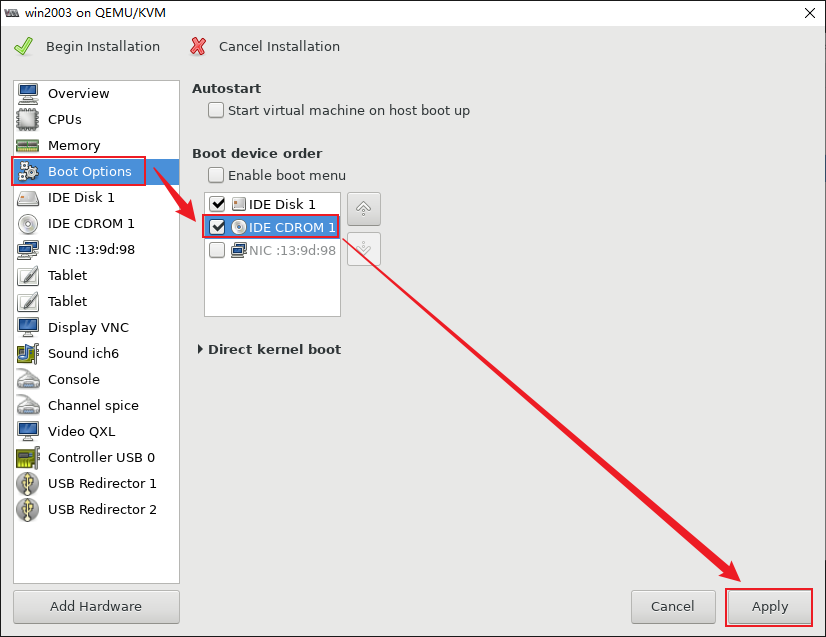 win2003 on QEMU/KVM
Begin Installation
Cancel Installation
Overview
CPUs
Memory
Boot Options
IDE Disk 1
IDE CDROM 1
NIC :13:9d:98
Tablet
Tablet
Display VNC
Sound ich6
Console
Channel spice
Video QXL
Controller USB 0
USB Redirector 1
USB Redirector 2
Add Hardware
Autostart
Start virtual machine on host boot up
Boot device order
Enable boot menu
IDE Disk 1
IDE CDROM 1
NIC :13:9d:98
Direct kernel boot
Cancel
Apply